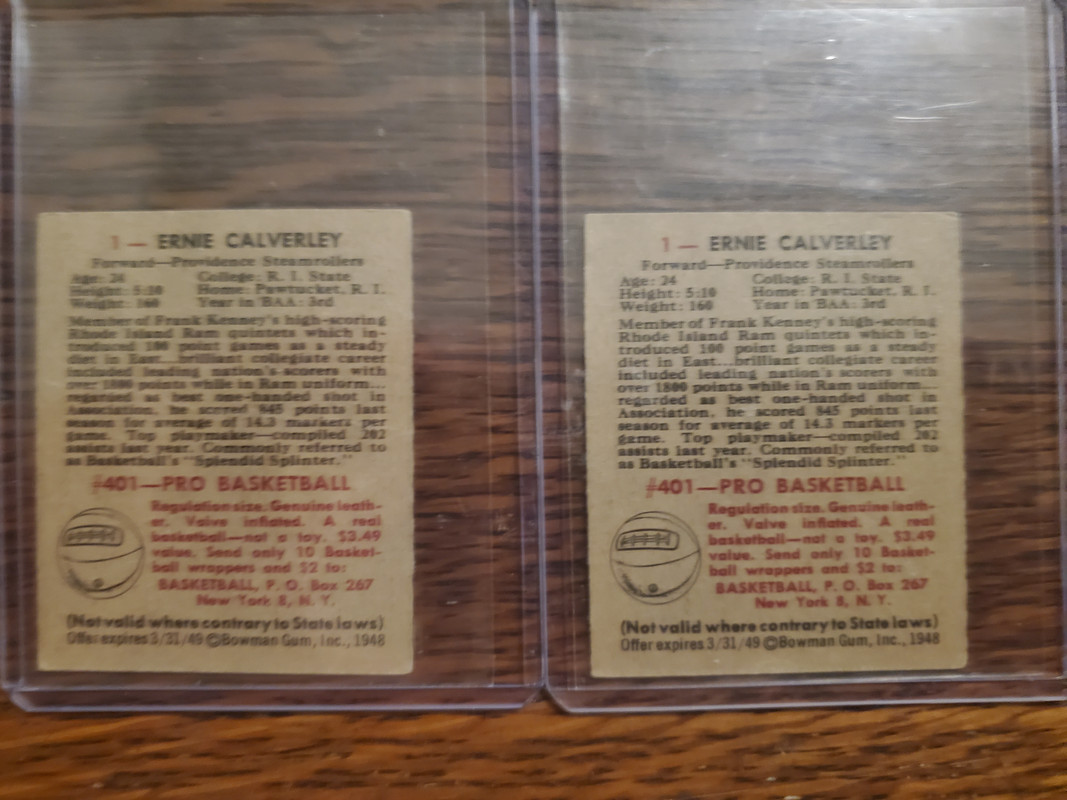 1 — ERNIE CALVERLEY
Forward—Providence Steamrollers
Age: 24 College: R. I. State
Height: 5:10 Home: Pawtucket, R. I.
Weight: 160 Year in BAA: 3rd
Member of Frank Kenney's high-scoring
Rhode Island Ram quintets which in-
troduced 100 point games as a steady
diet in East...brilliant collegiate career
included leading nation's scorers with
over 1800 points while in Ram uniform...
regarded as best one-handed shot in
Association, he scored 845 points last
season for average of 14.3 markers per
game. Top playmaker—compiled 202
assists last year. Commonly referred to
as Basketball's "Splendid Splinter."
#401—PRO BASKETBALL
Regulation size. Genuine leath-
er. Valve inflated. A real
basketball—not a toy. $3.49
value. Send only 10 Basket-
ball wrappers and $2 to:
BASKETBALL, P. O. Box 267
New York 8, N. Y.
(Not valid where contrary to State laws)
Offer expires 3/31/49 ©Bowman Gum, Inc., 1948
1 — ERNIE CALVERLEY
Forward—Providence Steamrollers
Age: 24 College: R. I. State
Height: 5:10 Home: Pawtucket, R. I.
Weight: 160 Year in BAA: 3rd
Member of Frank Kenney's high-scoring
Rhode Island Ram quintets which in-
troduced 100 point games as a steady
diet in East...brilliant collegiate career
included leading nation's scorers with
over 1800 points while in Ram uniform...
regarded as best one-handed shot in
Association, he scored 845 points last
season for average of 14.3 markers per
game. Top playmaker—compiled 202
assists last year. Commonly referred to
as Basketball's "Splendid Splinter."
#401—PRO BASKETBALL
Regulation size. Genuine leath-
er. Valve inflated. A real
basketball—not a toy. $3.49
value. Send only 10 Basket-
ball wrappers and $2 to:
BASKETBALL, P. O. Box 267
New York 8, N. Y.
(Not valid where contrary to State laws)
Offer expires 3/31/49 ©Bowman Gum, Inc., 1948